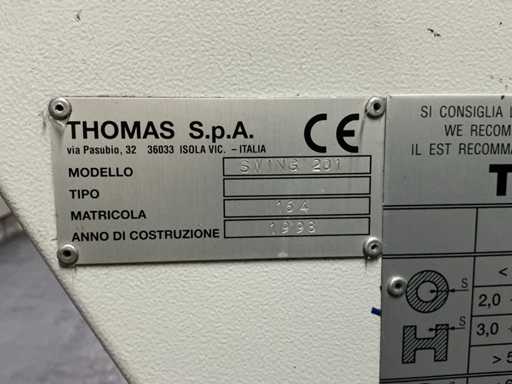 THOMAS S.p.A.
CE
via Pasubio, 32 36033 ISOLA VIC. - ITALIA
MODELLO SWING 201
TIPO
MATRICOLA 164
ANNO DI COSTRUZIONE 1998
SI CONSIGLIA
WE RECOM
IL EST RECOMMA
T
S
<
2,0
S
3,0 ÷
> 5